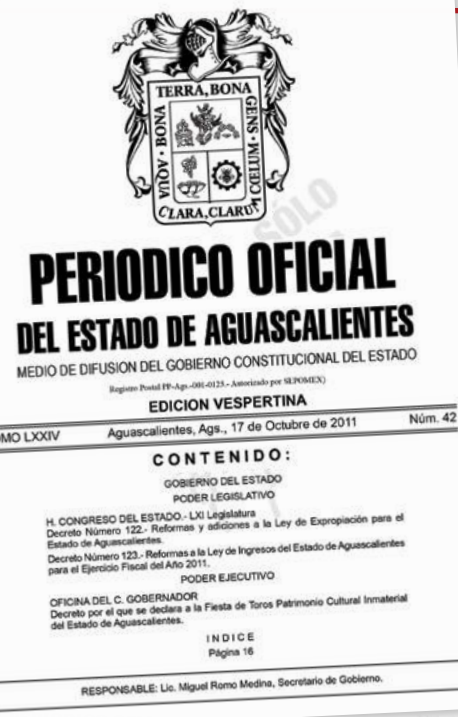 TERRA, BONA
GENS
COELUM
AQUA · BONA
CLARA, CLARUM
SOLO
PERIODICO OFICIAL
DEL ESTADO DE AGUASCALIENTES
MEDIO DE DIFUSION DEL GOBIERNO CONSTITUCIONAL DEL ESTADO
Registro Postal PP-Ags.-001-0125.- Autorizado por SEPOMEX)
EDICION VESPERTINA
OMO LXXIV Aguascalientes, Ags., 17 de Octubre de 2011 Núm. 42
CONTENIDO:
GOBIERNO DEL ESTADO
PODER LEGISLATIVO
H. CONGRESO DEL ESTADO.- LXI Legislatura
Decreto Número 122.- Reformas y adiciones a la Ley de Expropiación para el
Estado de Aguascalientes.
Decreto Número 123.- Reformas a la Ley de Ingresos del Estado de Aguascalientes
para el Ejercicio Fiscal del Año 2011.
PODER EJECUTIVO
OFICINA DEL C. GOBERNADOR
Decreto por el que se declara a la Fiesta de Toros Patrimonio Cultural Inmaterial
del Estado de Aguascalientes.
INDICE
Página 16
RESPONSABLE: Lic. Miguel Romo Medina, Secretario de Gobierno.